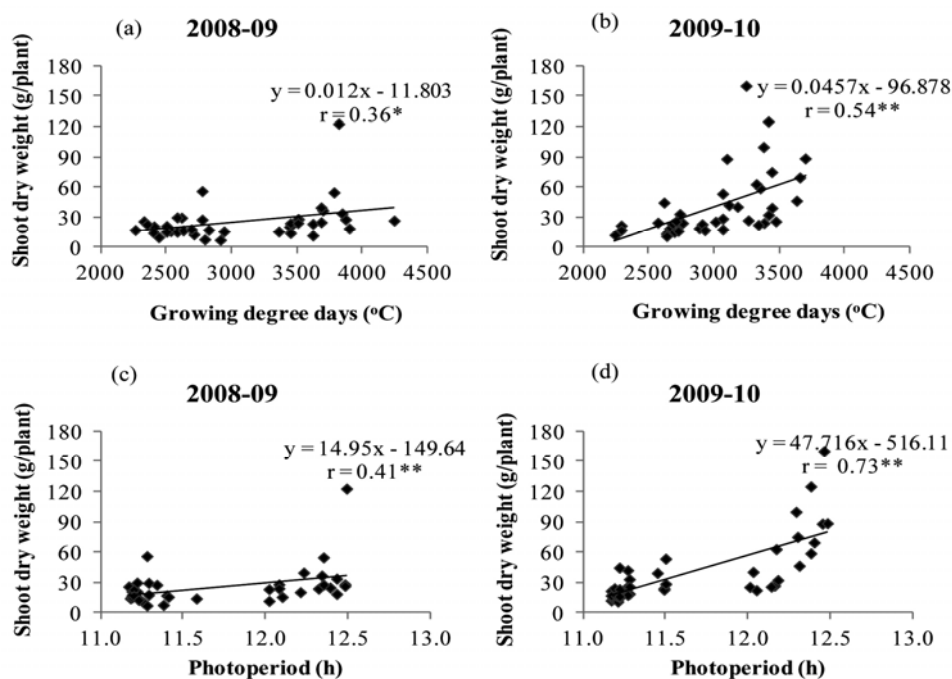 (a)
2008-09
Shoot dry weight (g/plant)
180
150
120
90
60
30
0
y = 0.012x - 11.803
r = 0.36*
2000 2500 3000 3500 4000 4500
Growing degree days (°C)
(b)
2009-10
Shoot dry weight (g/plant)
180
150
120
90
60
30
0
y = 0.0457x - 96.878
r = 0.54**
2000 2500 3000 3500 4000 4500
Growing degree days (°C)
(c)
2008-09
Shoot dry weight (g/plant)
180
150
120
90
60
30
0
y = 14.95x - 149.64
r = 0.41**
11.0 11.5 12.0 12.5 13.0
Photoperiod (h)
(d)
2009-10
Shoot dry weight (g/plant)
180
150
120
90
60
30
0
y = 47.716x - 516.11
r = 0.73**
11.0 11.5 12.0 12.5 13.0
Photoperiod (h)